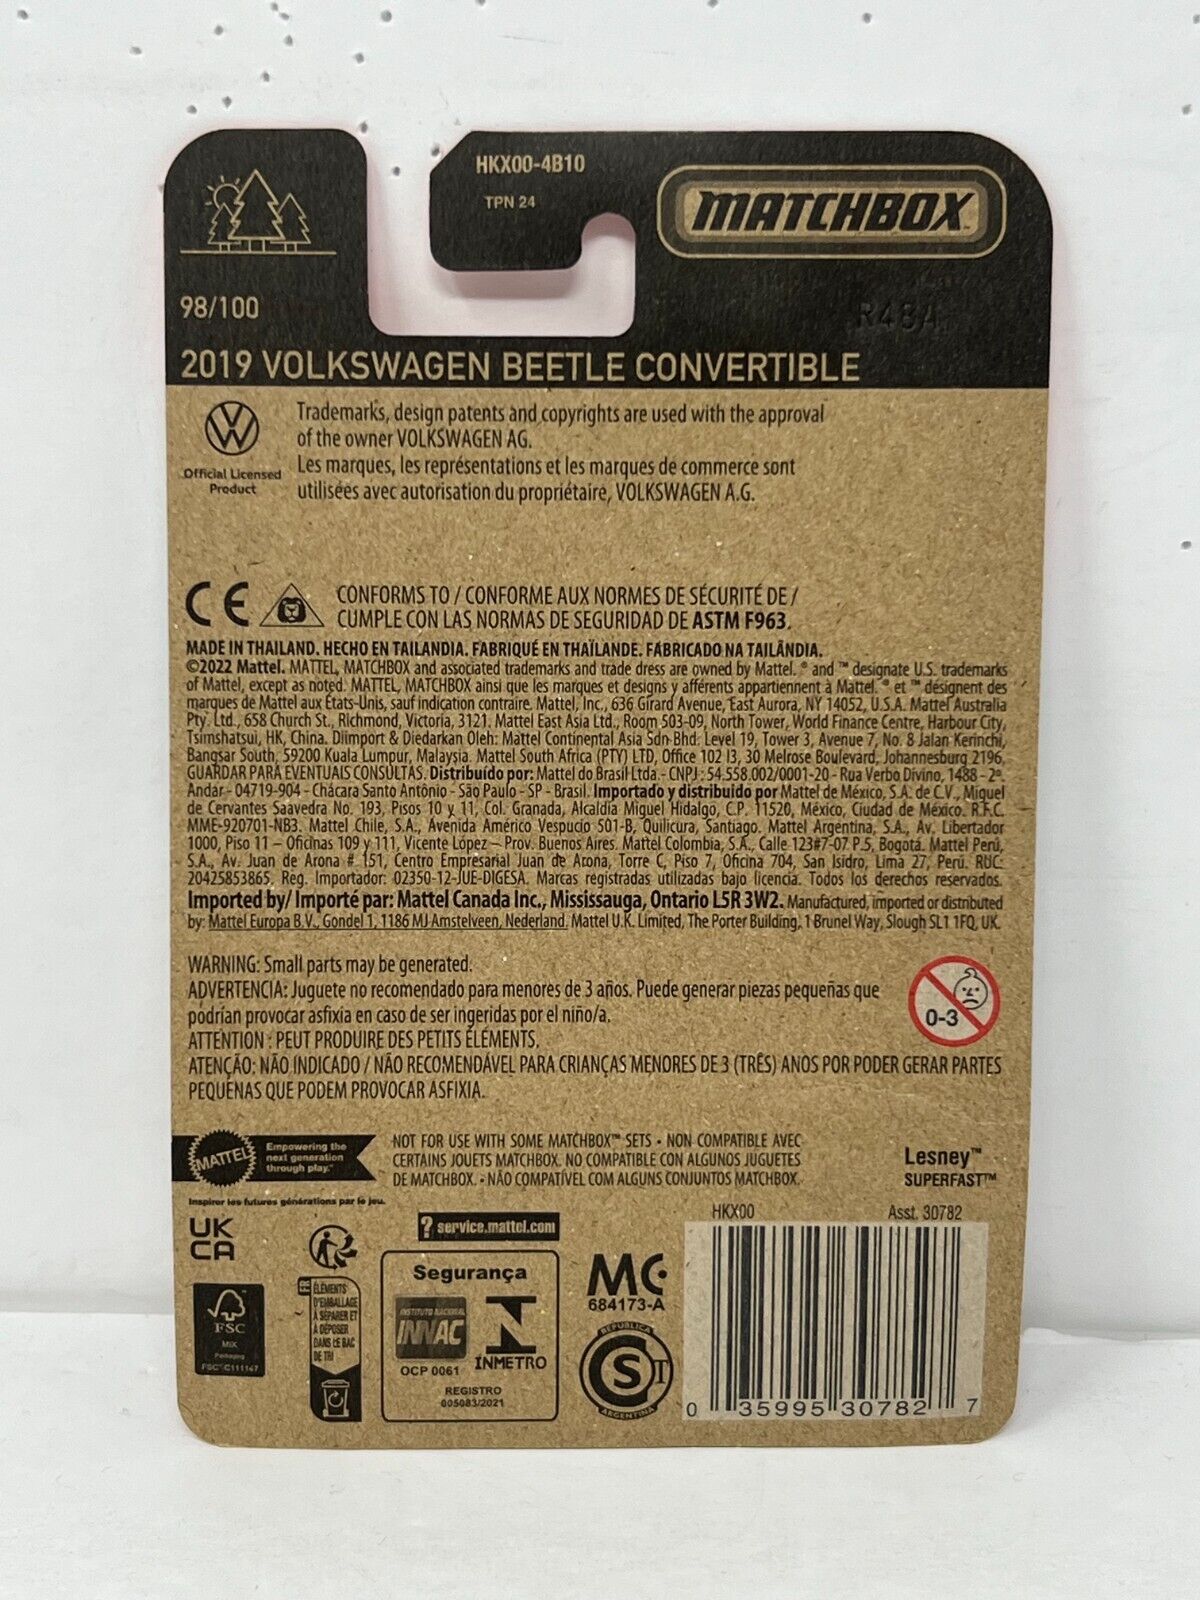 HKX00-4B10
TPN 24
MATCHBOX
98/100
R48A
2019 VOLKSWAGEN BEETLE CONVERTIBLE
Official Licensed
Product
Trademarks, design patents and copyrights are used with the approval
of the owner VOLKSWAGEN AG.
Les marques, les représentations et les marques de commerce sont
utilisées avec autorisation du propriétaire, VOLKSWAGEN A.G.
CE
CONFORMS TO / CONFORME AUX NORMES DE SÉCURITÉ DE /
CUMPLE CON LAS NORMAS DE SEGURIDAD DE ASTM F963.
MADE IN THAILAND. HECHO EN TAILANDIA. FABRIQUÉ EN THAÏLANDE. FABRICADO NA TAILÂNDIA.
©2022 Mattel. MATTEL, MATCHBOX and associated trademarks and trade dress are owned by Mattel. ® and ™ designate U.S. trademarks
of Mattel, except as noted. MATTEL, MATCHBOX ainsi que les marques et designs y afférents appartiennent à Mattel. ® et ™ désignent des
marques de Mattel aux États-Unis, sauf indication contraire. Mattel, Inc., 636 Girard Avenue, East Aurora, NY 14052, U.S.A. Mattel Australia
Pty. Ltd., 658 Church St., Richmond, Victoria, 3121. Mattel East Asia Ltd., Room 503-09, North Tower, World Finance Centre, Harbour City,
Tsimshatsui, HK, China. Diimport & Diedarkan Oleh: Mattel Continental Asia Sdn Bhd. Level 19, Tower 3, Avenue 7, No. 8 Jalan Kerinchi,
Bangsar South, 59200 Kuala Lumpur, Malaysia. Mattel South Africa (PTY) LTD, Office 102 I3, 30 Melrose Boulevard, Johannesburg 2196.
GUARDAR PARA EVENTUAIS CONSULTAS. Distribuído por: Mattel do Brasil Ltda.- CNPJ : 54.558.002/0001-20 - Rua Verbo Divino, 1488 - 2º.
Andar - 04719-904 - Chácara Santo Antônio - São Paulo - SP - Brasil. Importado y distribuido por Mattel de México, S.A. de C.V., Miguel
de Cervantes Saavedra No. 193, Pisos 10 y 11, Col. Granada, Alcaldía Miguel Hidalgo, C.P. 11520, México, Ciudad de México. R.F.C.
MME-920701-NB3. Mattel Chile, S.A., Avenida Américo Vespucio 501-B, Quilicura, Santiago. Mattel Argentina, S.A., Av. Libertador
1000, Piso 11 – Oficinas 109 y 111, Vicente López – Prov. Buenos Aires. Mattel Colombia, S.A., Calle 123#7-07 P.5, Bogotá. Mattel Perú,
S.A., Av. Juan de Arona # 151, Centro Empresarial Juan de Arona, Torre C, Piso 7, Oficina 704, San Isidro, Lima 27, Perú. RUC:
20425853865. Reg. Importador: 02350-12-JUE-DIGESA. Marcas registradas utilizadas bajo licencia. Todos los derechos reservados.
Imported by/ Importé par: Mattel Canada Inc., Mississauga, Ontario L5R 3W2. Manufactured, imported or distributed
by: Mattel Europa B.V., Gondel 1, 1186 MJ Amstelveen, Nederland. Mattel U.K. Limited, The Porter Building, 1 Brunel Way, Slough SL1 1FQ, UK.
WARNING: Small parts may be generated.
ADVERTENCIA: Juguete no recomendado para menores de 3 años. Puede generar piezas pequeñas que
podrían provocar asfixia en caso de ser ingeridas por el niño/a.
ATTENTION : PEUT PRODUIRE DES PETITS ÉLÉMENTS.
ATENÇÃO: NÃO INDICADO / NÃO RECOMENDÁVEL PARA CRIANÇAS MENORES DE 3 (TRÊS) ANOS POR PODER GERAR PARTES
PEQUENAS QUE PODEM PROVOCAR ASFIXIA.
0-3
MATTEL
Empowering the
next generation
through play.™
Inspirer les futures générations par le jeu.
NOT FOR USE WITH SOME MATCHBOX™ SETS • NON COMPATIBLE AVEC
CERTAINS JOUETS MATCHBOX. NO COMPATIBLE CON ALGUNOS JUGUETES
DE MATCHBOX. • NÃO COMPATÍVEL COM ALGUNS CONJUNTOS MATCHBOX.
Lesney™
SUPERFAST™
UK
CA
? service.mattel.com
HKX00
Asst. 30782
FR
ÉLÉMENTS
D'EMBALLAGE
À SÉPARER ET
À DÉPOSER
DANS LE BAC
DE TRI
FSC
MIX
Packaging
FSC® C111147
Segurança
INSTITUTO NACIONAL
INNAC
OCP 0061
INMETRO
REGISTRO
005083/2021
MC
684173-A
REPUBLICA
S
ARGENTINA
0 35995 30782 7